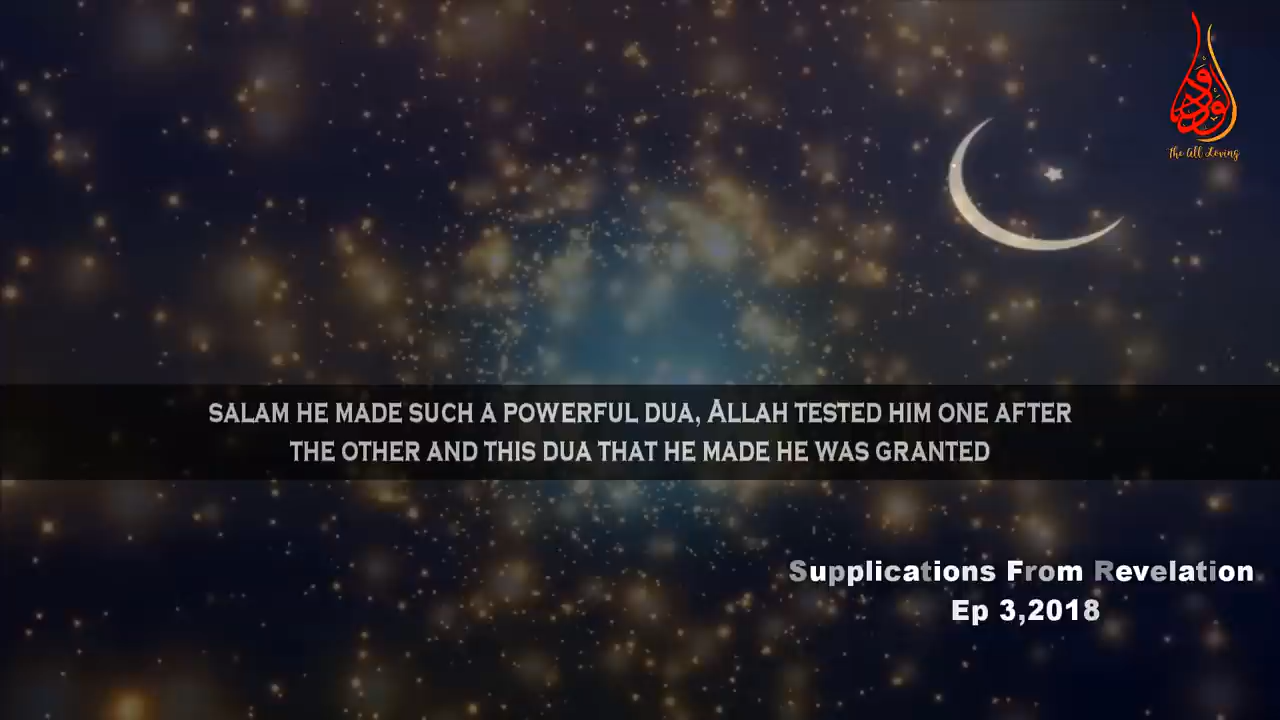 الودود
The All Loving
SALAM HE MADE SUCH A POWERFUL DUA, ALLAH TESTED HIM ONE AFTER
THE OTHER AND THIS DUA THAT HE MADE HE WAS GRANTED
Supplications From Revelation
Ep 3,2018